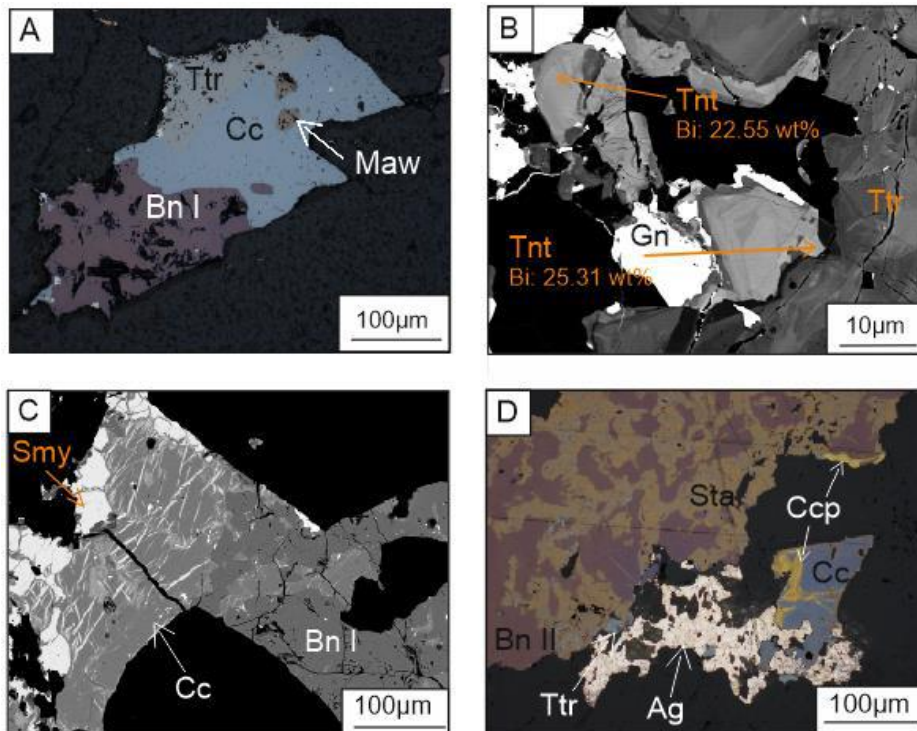 A
Ttr
Cc
Maw
Bn I
100µm
B
Tnt
Bi: 22.55 wt%
Ttr
Gn
Tnt
Bi: 25.31 wt%
10µm
C
Smy
Bn I
Cc
100µm
D
Sta
Ccp
Cc
Bn II
Ttr
Ag
100µm